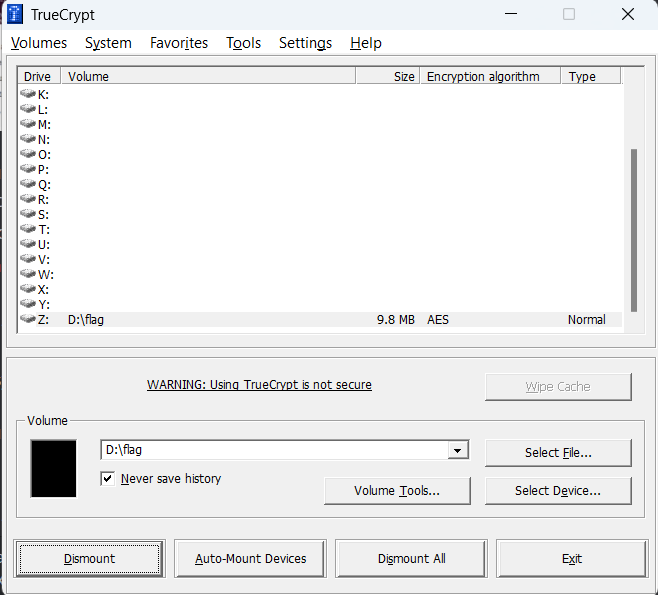 TrueCrypt
Volumes System Favorites Tools Settings Help
Drive Volume Size Encryption algorithm Type
K:
L:
M:
N:
O:
P:
Q:
R:
S:
T:
U:
V:
W:
X:
Y:
Z: D:\flag 9.8 MB AES Normal
WARNING: Using TrueCrypt is not secure
Wipe Cache
Volume
D:\flag
Select File...
Never save history
Volume Tools...
Select Device...
Dismount
Auto-Mount Devices
Dismount All
Exit